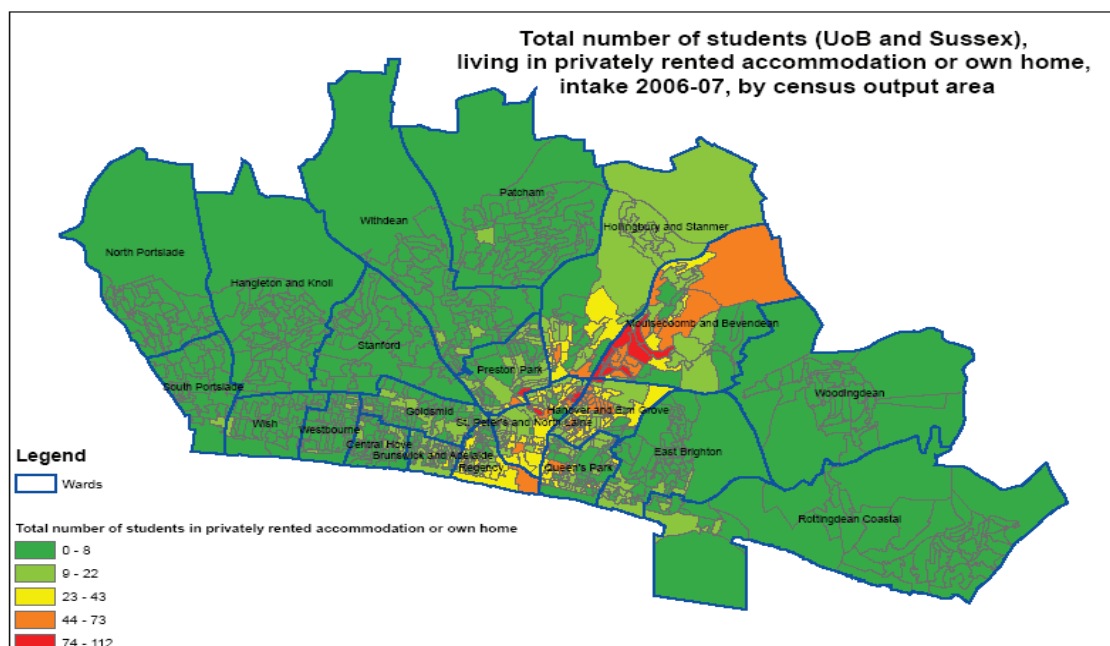 Total number of students (UoB and Sussex),
living in privately rented accommodation or own home,
intake 2006-07, by census output area
Patcham
Hollingbury and Stanmer
Withdean
North Portslade
Hangleton and Knoll
Moulsecoomb and Bevendean
Stanford
Preston Park
Woodingdean
South Portslade
Goldsmid
Hanover and Elm Grove
St. Peter's and North Laine
Wish
Westbourne
Central Hove
Brunswick and Adelaide
East Brighton
Regency
Queen's Park
Rottingdean Coastal
Legend
Wards
Total number of students in privately rented accommodation or own home
0 - 8
9 - 22
23 - 43
44 - 73
74 - 112